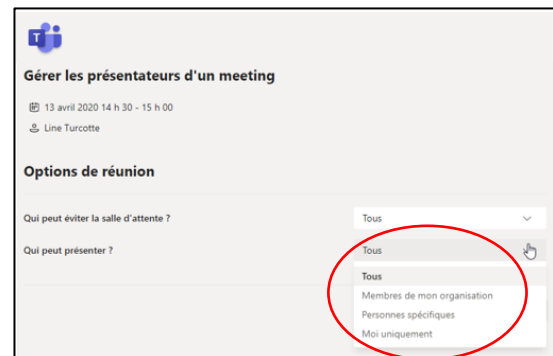 T
Gérer les présentateurs d'un meeting
13 avril 2020 14 h 30 - 15 h 00
Line Turcotte
Options de réunion
Qui peut éviter la salle d'attente ? Tous
Qui peut présenter ? Tous
Tous
Membres de mon organisation
Personnes spécifiques
Moi uniquement